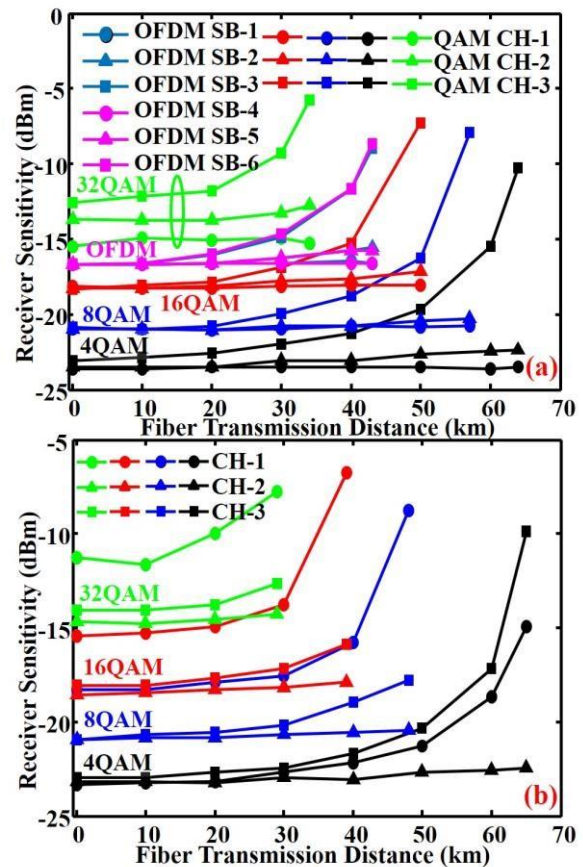 0
-5
-10
-15
-20
-25
Receiver Sensitivity (dBm)
OFDM SB-1
OFDM SB-2
OFDM SB-3
OFDM SB-4
OFDM SB-5
OFDM SB-6
QAM CH-1
QAM CH-2
QAM CH-3
32QAM
OFDM
16QAM
8QAM
4QAM
(a)
0 10 20 30 40 50 60 70
Fiber Transmission Distance (km)
-5
-10
-15
-20
-25
Receiver Sensitivity (dBm)
CH-1
CH-2
CH-3
32QAM
16QAM
8QAM
4QAM
(b)
0 10 20 30 40 50 60
Fiber Transmission Distance (km)